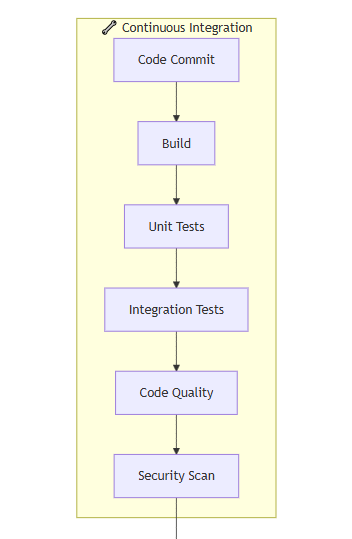 Continuous Integration
Code Commit
Build
Unit Tests
Integration Tests
Code Quality
Security Scan